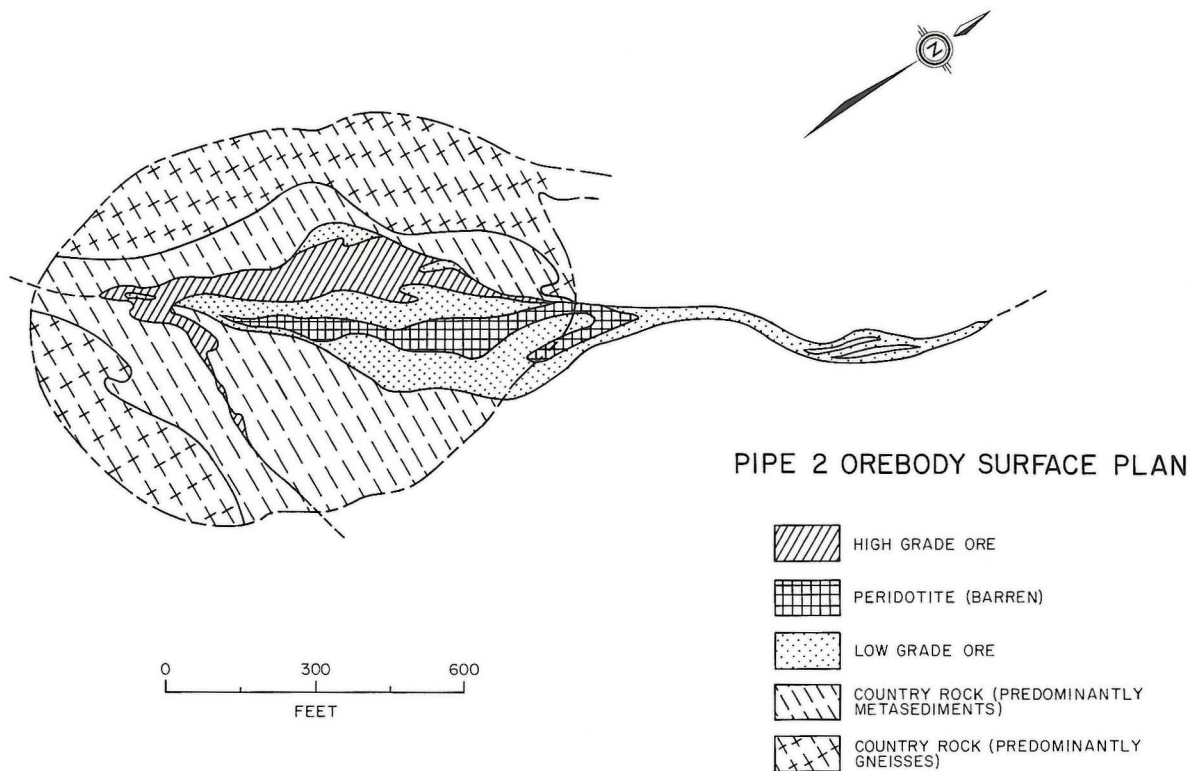 N
PIPE 2 OREBODY SURFACE PLAN
HIGH GRADE ORE
PERIDOTITE (BARREN)
LOW GRADE ORE
COUNTRY ROCK (PREDOMINANTLY
METASEDIMENTS)
COUNTRY ROCK (PREDOMINANTLY
GNEISSES)
0 300 600
FEET